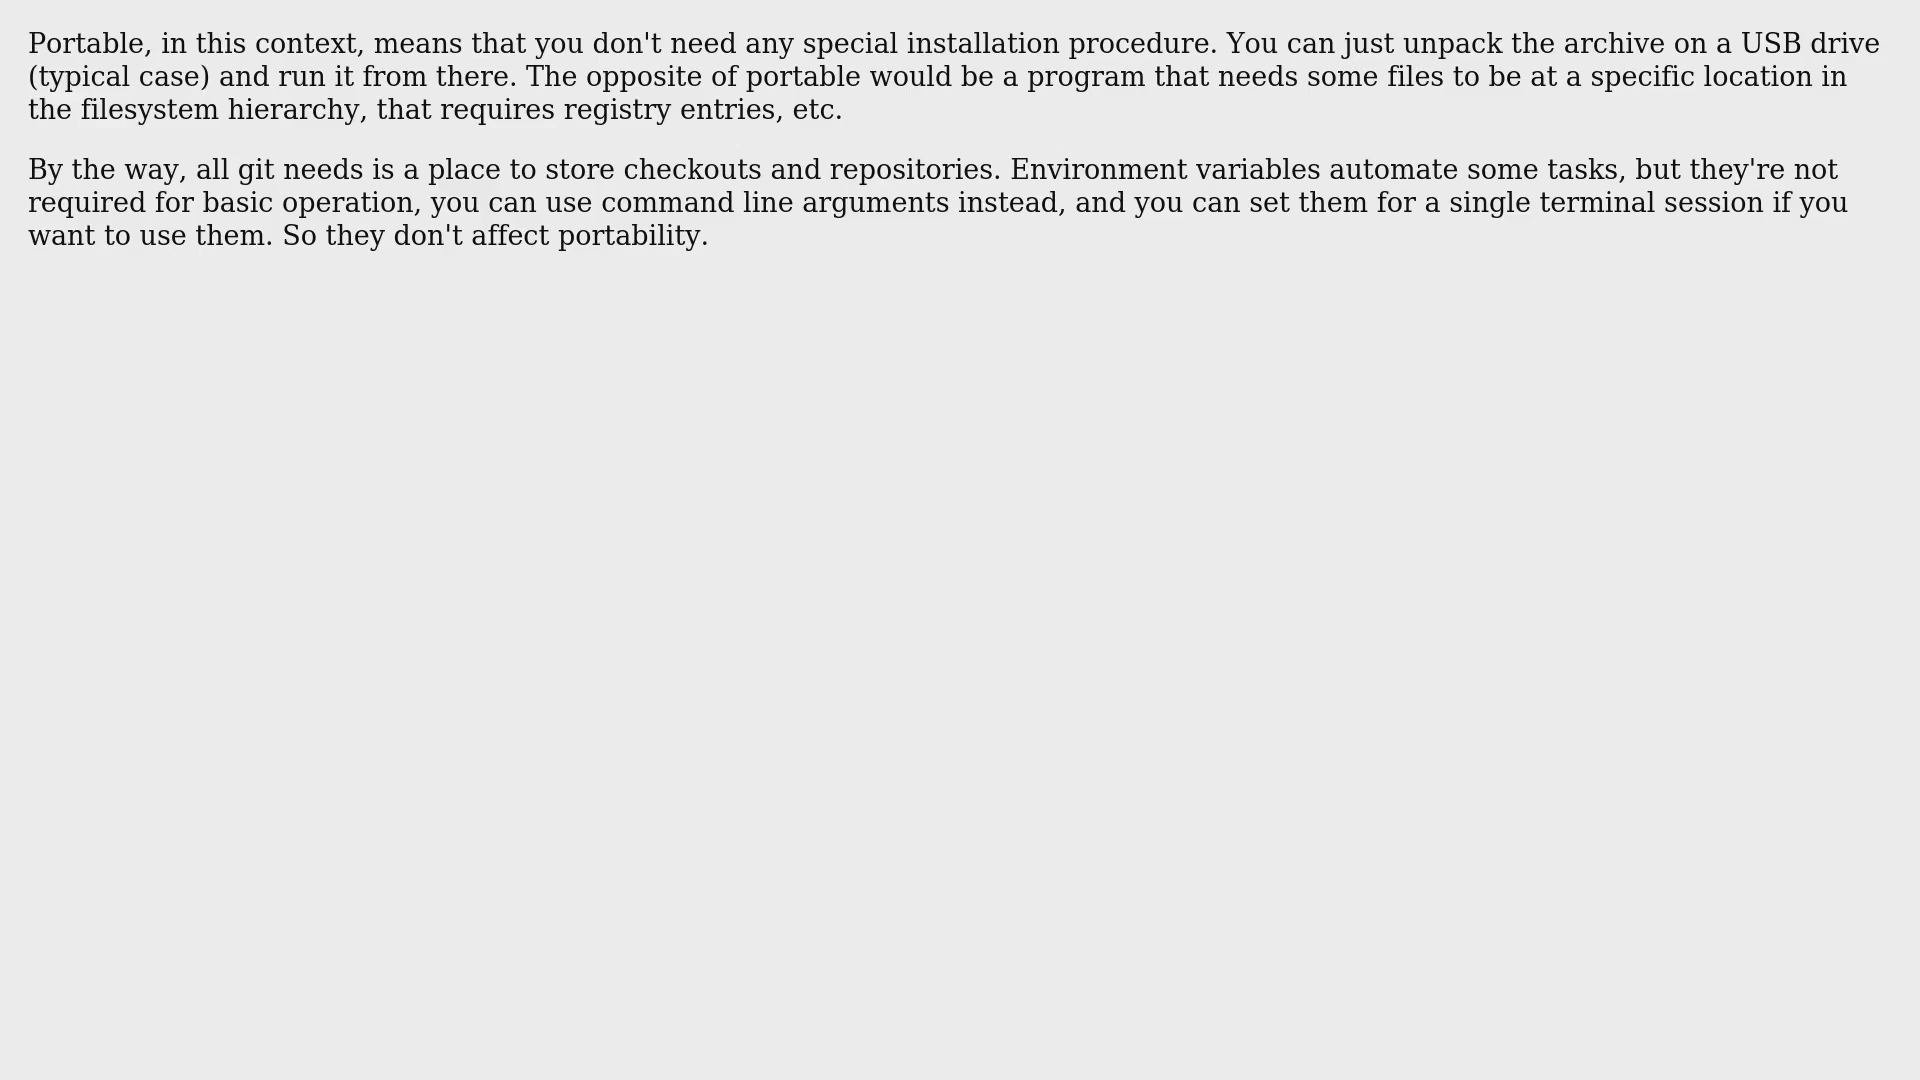 Portable, in this context, means that you don't need any special installation procedure. You can just unpack the archive on a USB drive
(typical case) and run it from there. The opposite of portable would be a program that needs some files to be at a specific location in
the filesystem hierarchy, that requires registry entries, etc.
By the way, all git needs is a place to store checkouts and repositories. Environment variables automate some tasks, but they're not
required for basic operation, you can use command line arguments instead, and you can set them for a single terminal session if you
want to use them. So they don't affect portability.